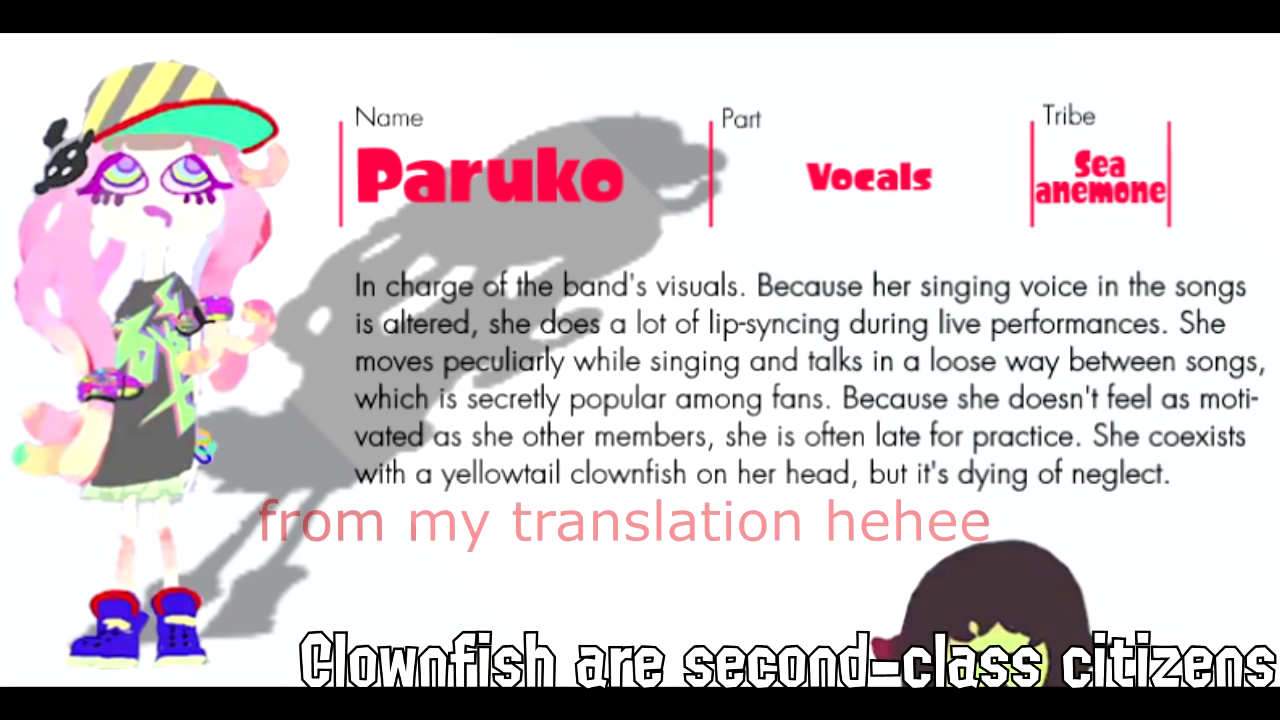 Name
Part
Tribe
Paruko
Vocals
Sea
anemone
In charge of the band's visuals. Because her singing voice in the songs
is altered, she does a lot of lip-syncing during live performances. She
moves peculiarly while singing and talks in a loose way between songs,
which is secretly popular among fans. Because she doesn't feel as moti-
vated as she other members, she is often late for practice. She coexists
with a yellowtail clownfish on her head, but it's dying of neglect.
from my translation hehee
Clownfish are second-class citizens